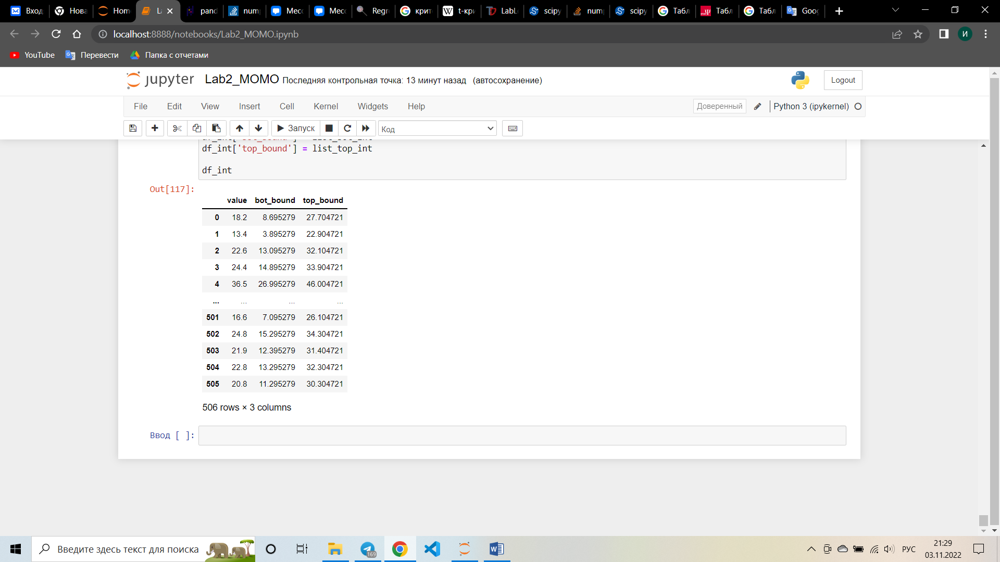 Вход Нова Hom La pand nump Месс Месс Regr крит t-кри LabL scipy nump scipy Табл Табл Табл Goog
localhost:8888/notebooks/Lab2_MOMO.ipynb И
YouTube Перевести Папка с отчетами
jupyter Lab2_MOMO Последняя контрольная точка: 13 минут назад (автосохранение) Logout
File Edit View Insert Cell Kernel Widgets Help Доверенный Python 3 (ipykernel)
Запуск Код
df_int['top_bound'] = list_top_int
df_int
Out[117]:
value bot_bound top_bound
0 18.2 8.695279 27.704721
1 13.4 3.895279 22.904721
2 22.6 13.095279 32.104721
3 24.4 14.895279 33.904721
4 36.5 26.995279 46.004721
... ... ... ...
501 16.6 7.095279 26.104721
502 24.8 15.295279 34.304721
503 21.9 12.395279 31.404721
504 22.8 13.295279 32.304721
505 20.8 11.295279 30.304721
506 rows × 3 columns
Ввод [ ]:
Введите здесь текст для поиска 169 РУС 21:29
03.11.2022